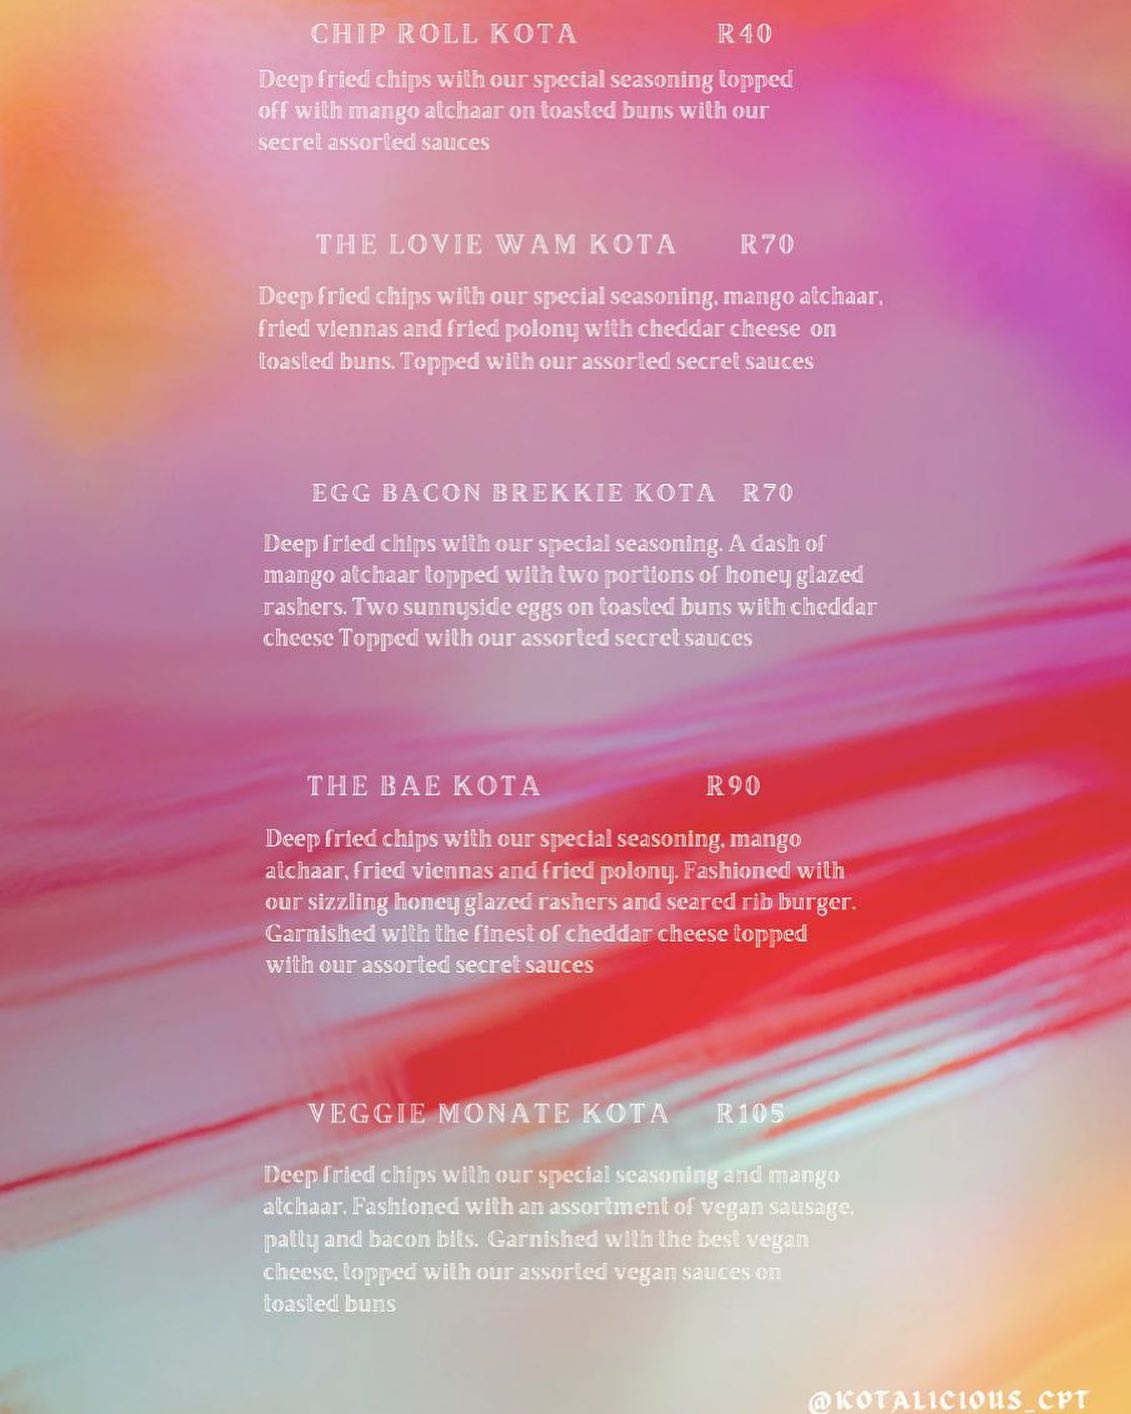 CHIP ROLL KOTA R40
Deep fried chips with our special seasoning topped
off with mango atchaar on toasted buns with our
secret assorted sauces
THE LOVIE WAM KOTA R70
Deep fried chips with our special seasoning, mango atchaar,
fried viennas and fried polony with cheddar cheese on
toasted buns. Topped with our assorted secret sauces
EGG BACON BREKKIE KOTA R70
Deep fried chips with our special seasoning. A dash of
mango atchaar topped with two portions of honey glazed
rashers. Two sunnyside eggs on toasted buns with cheddar
cheese Topped with our assorted secret sauces
THE BAE KOTA R90
Deep fried chips with our special seasoning, mango
atchaar, fried viennas and fried polony. Fashioned with
our sizzling honey glazed rashers and seared rib burger.
Garnished with the finest of cheddar cheese topped
with our assorted secret sauces
VEGGIE MONATE KOTA R105
Deep fried chips with our special seasoning and mango
atchaar. Fashioned with an assortment of vegan sausage,
patty and bacon bits. Garnished with the best vegan
cheese, topped with our assorted vegan sauces on
toasted buns
@KOTALICIOUS_CPT